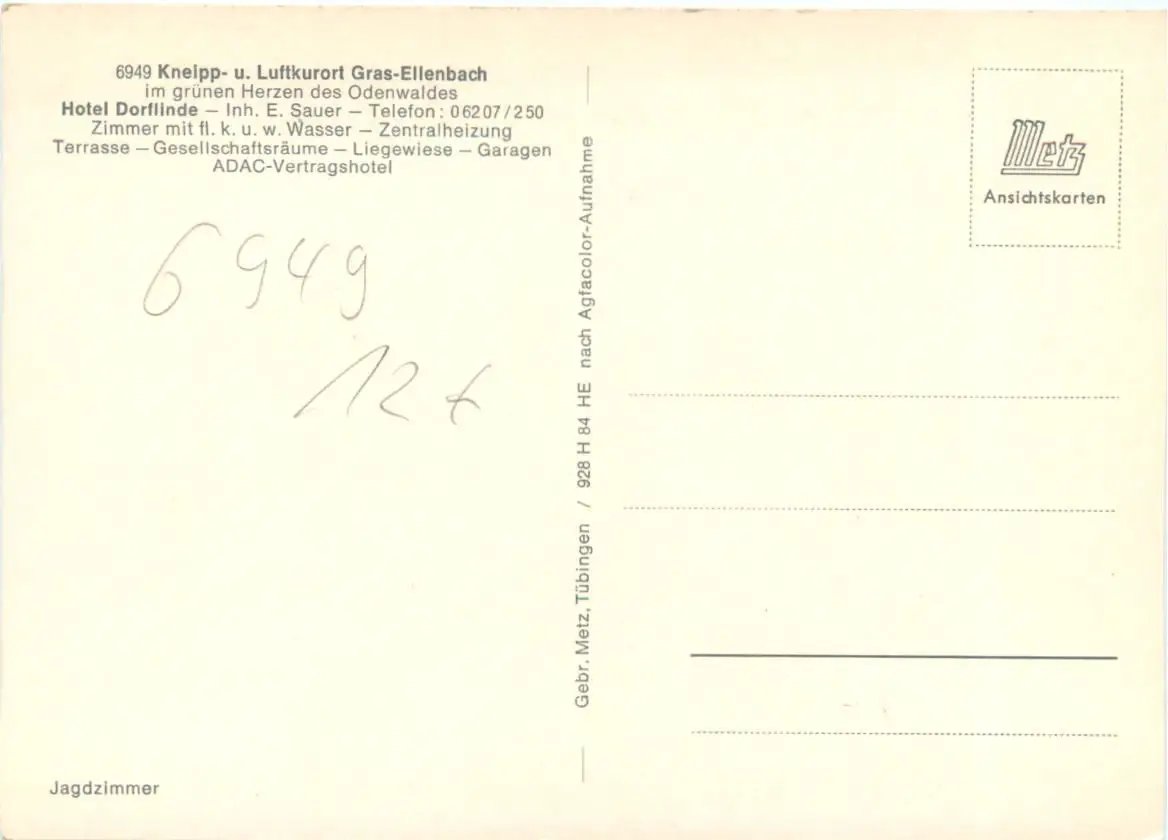 6949 Kneipp- u. Luftkurort Gras-Ellenbach
im grünen Herzen des Odenwaldes
Hotel Dorflinde – Inh. E. Sauer – Telefon: 06207/250
Zimmer mit fl. k. u. w. Wasser – Zentralheizung
Terrasse – Gesellschaftsräume – Liegewiese – Garagen
ADAC-Vertragshotel
6949
12
Jagdzimmer
Gebr. Metz, Tübingen / 928 H 84 HE nach Agfacolor-Aufnahme
Metz
Ansichtskarten